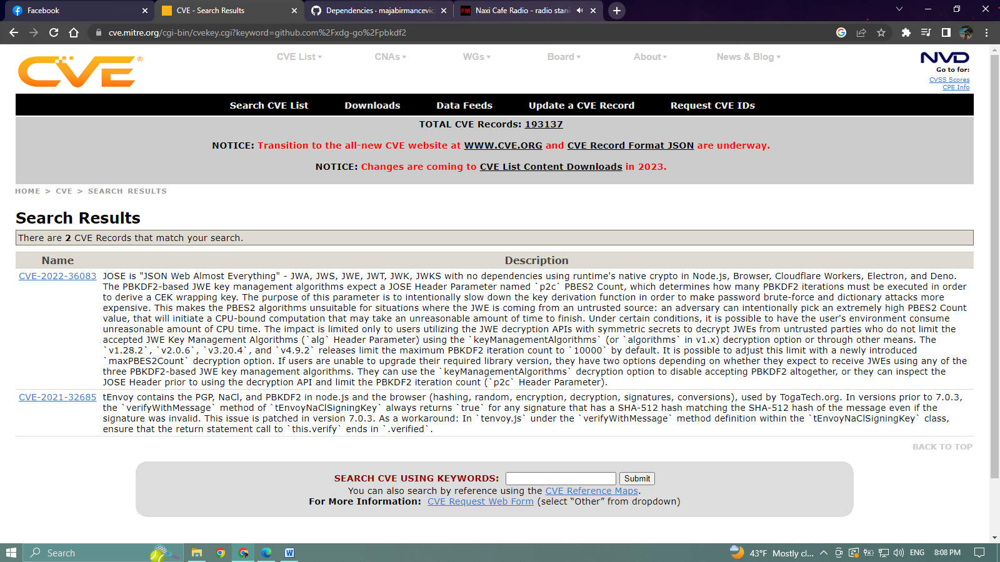 Facebook
CVE - Search Results
Dependencies · majabirmancevic/
Naxi Cafe Radio - radio stani
cve.mitre.org/cgi-bin/cvekey.cgi?keyword=github.com%2Fxdg-go%2Fpbkdf2
CVE®
CVE List▾ CNAs▾ WGs▾ Board▾ About▾ News & Blog▾
NVD
Go to for:
CVSS Scores
CPE Info
Search CVE List Downloads Data Feeds Update a CVE Record Request CVE IDs
TOTAL CVE Records: 193137
NOTICE: Transition to the all-new CVE website at WWW.CVE.ORG and CVE Record Format JSON are underway.
NOTICE: Changes are coming to CVE List Content Downloads in 2023.
HOME > CVE > SEARCH RESULTS
Search Results
There are 2 CVE Records that match your search.
Name Description
CVE-2022-36083 JOSE is "JSON Web Almost Everything" - JWA, JWS, JWE, JWT, JWK, JWKS with no dependencies using runtime's native crypto in Node.js, Browser, Cloudflare Workers, Electron, and Deno.
The PBKDF2-based JWE key management algorithms expect a JOSE Header Parameter named `p2c` PBES2 Count, which determines how many PBKDF2 iterations must be executed in order
to derive a CEK wrapping key. The purpose of this parameter is to intentionally slow down the key derivation function in order to make password brute-force and dictionary attacks more
expensive. This makes the PBES2 algorithms unsuitable for situations where the JWE is coming from an untrusted source: an adversary can intentionally pick an extremely high PBES2 Count
value, that will initiate a CPU-bound computation that may take an unreasonable amount of time to finish. Under certain conditions, it is possible to have the user's environment consume
unreasonable amount of CPU time. The impact is limited only to users utilizing the JWE decryption APIs with symmetric secrets to decrypt JWEs from untrusted parties who do not limit the
accepted JWE Key Management Algorithms (`alg` Header Parameter) using the `keyManagementAlgorithms` (or `algorithms` in v1.x) decryption option or through other means. The
`v1.28.2`, `v2.0.6`, `v3.20.4`, and `v4.9.2` releases limit the maximum PBKDF2 iteration count to `10000` by default. It is possible to adjust this limit with a newly introduced
`maxPBES2Count` decryption option. If users are unable to upgrade their required library version, they have two options depending on whether they expect to receive JWEs using any of the
three PBKDF2-based JWE key management algorithms. They can use the `keyManagementAlgorithms` decryption option to disable accepting PBKDF2 altogether, or they can inspect the
JOSE Header prior to using the decryption API and limit the PBKDF2 iteration count (`p2c` Header Parameter).
CVE-2021-32685 tEnvoy contains the PGP, NaCl, and PBKDF2 in node.js and the browser (hashing, random, encryption, decryption, signatures, conversions), used by TogaTech.org. In versions prior to 7.0.3,
the `verifyWithMessage` method of `tEnvoyNaClSigningKey` always returns `true` for any signature that has a SHA-512 hash matching the SHA-512 hash of the message even if the
signature was invalid. This issue is patched in version 7.0.3. As a workaround: In `tenvoy.js` under the `verifyWithMessage` method definition within the `tEnvoyNaClSigningKey` class,
ensure that the return statement call to `this.verify` ends in `.verified`.
BACK TO TOP
SEARCH CVE USING KEYWORDS: Submit
You can also search by reference using the CVE Reference Maps.
For More Information: CVE Request Web Form (select “Other” from dropdown)
Search
43°F Mostly cl...
ENG
8:08 PM